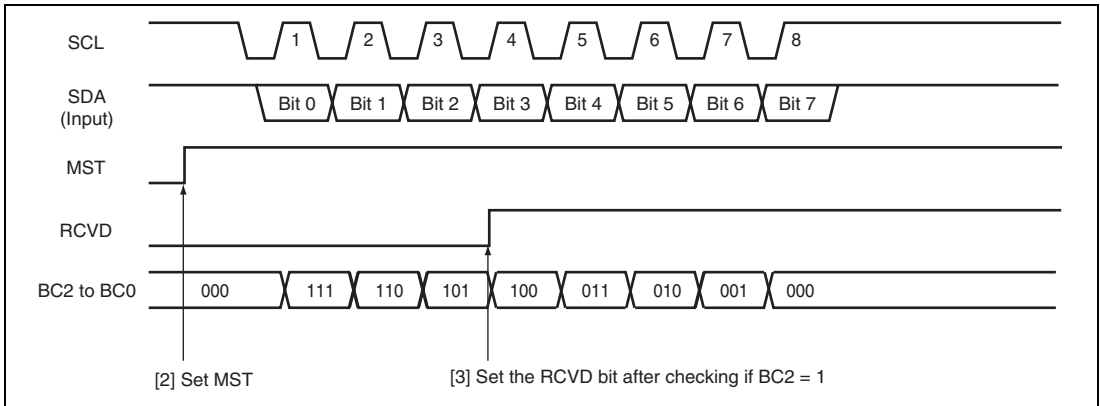 SCL 1 2 3 4 5 6 7 8
SDA
(Input) Bit 0 Bit 1 Bit 2 Bit 3 Bit 4 Bit 5 Bit 6 Bit 7
MST
RCVD
BC2 to BC0 000 111 110 101 100 011 010 001 000
[2] Set MST [3] Set the RCVD bit after checking if BC2 = 1